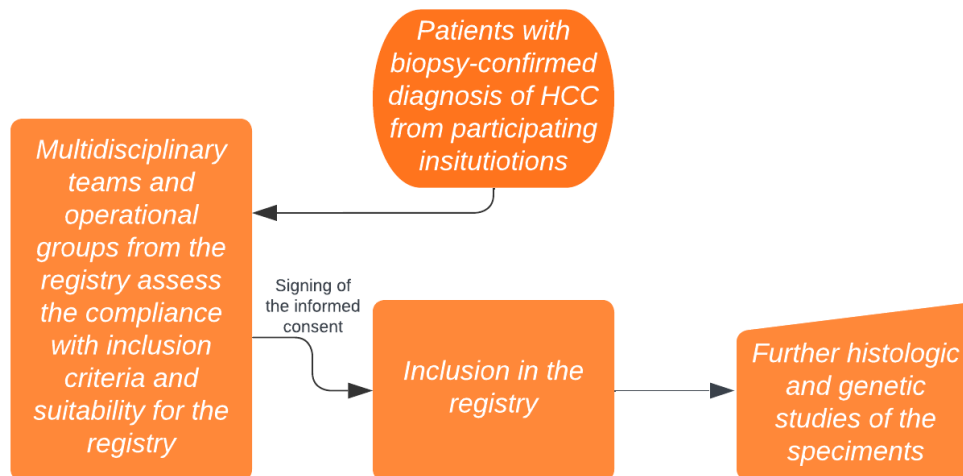 Patients with
biopsy-confirmed
diagnosis of HCC
from participating
insitutiotions
Multidisciplinary
teams and
operational
groups from the
registry assess
the compliance
with inclusion
criteria and
suitability for the
registry
Signing of
the informed
consent
Inclusion in the
registry
Further histologic
and genetic
studies of the
speciments